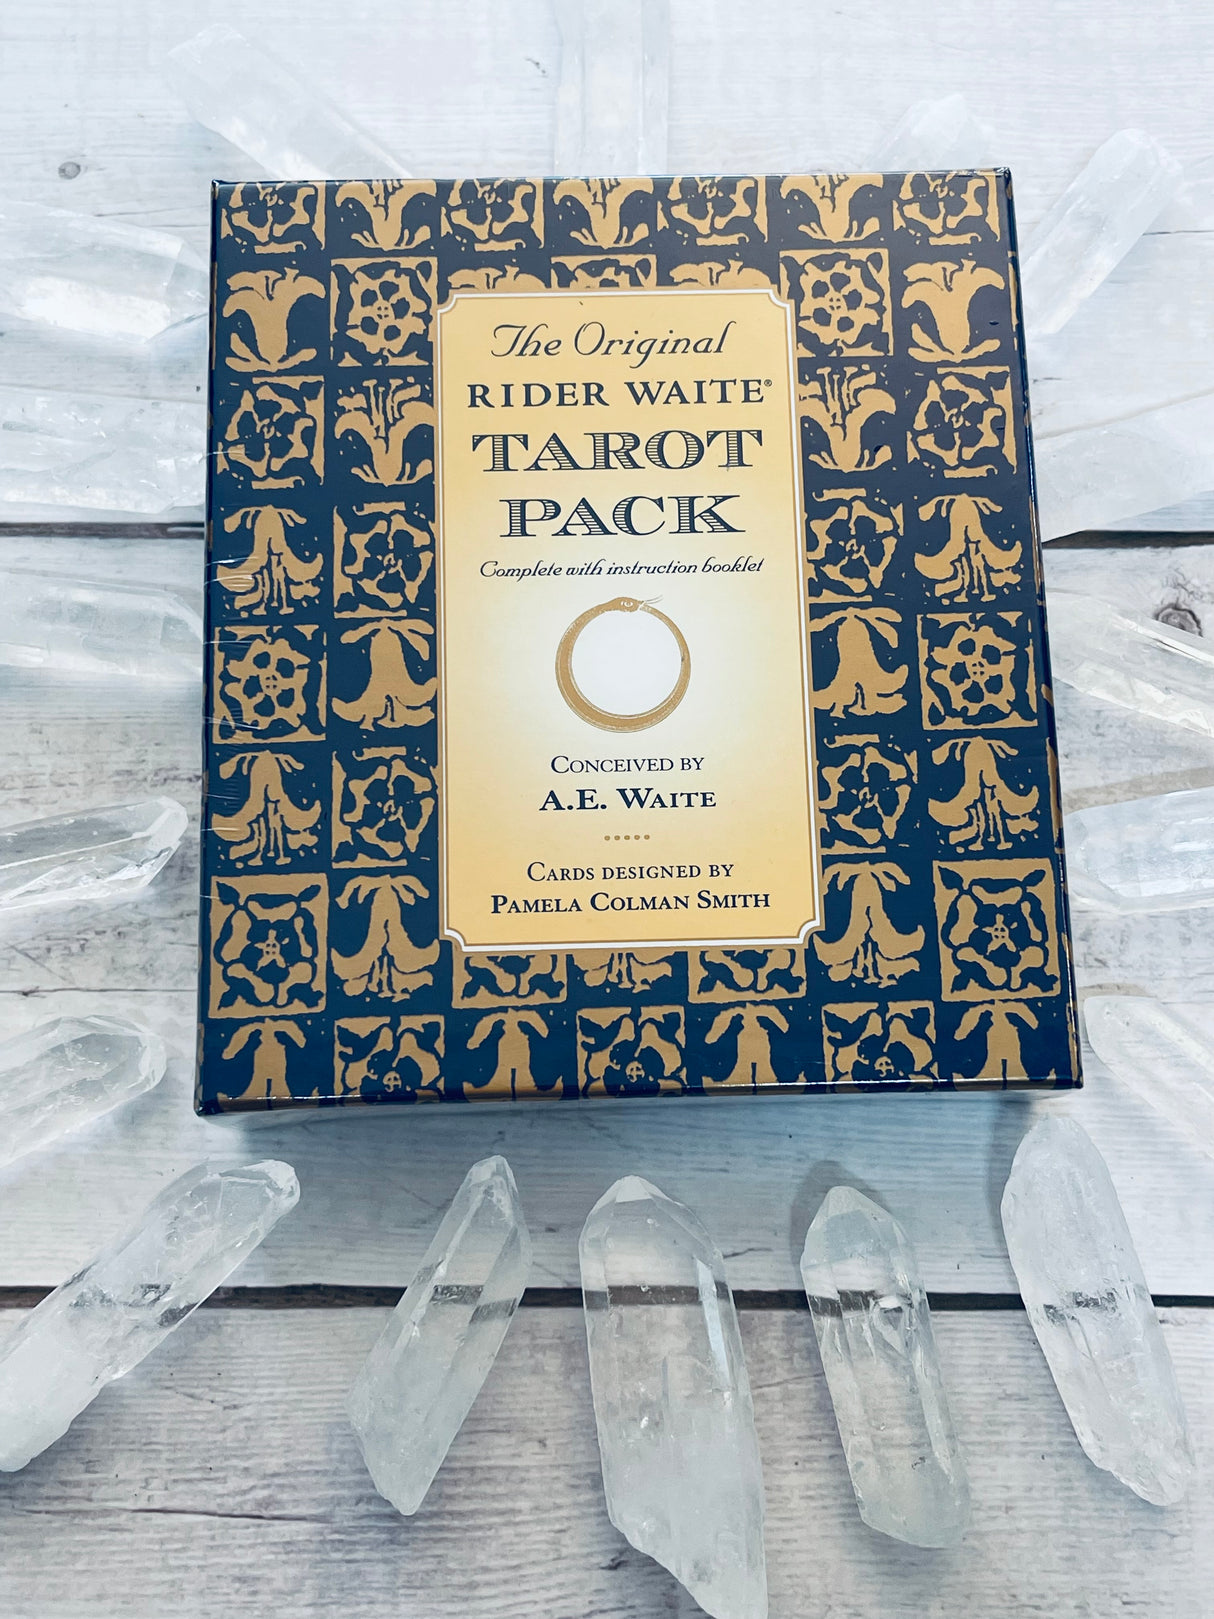 The Original
RIDER WAITE®
TAROT
PACK
Complete with instruction booklet
CONCEIVED BY
A.E. WAITE
CARDS DESIGNED BY
PAMELA COLMAN SMITH